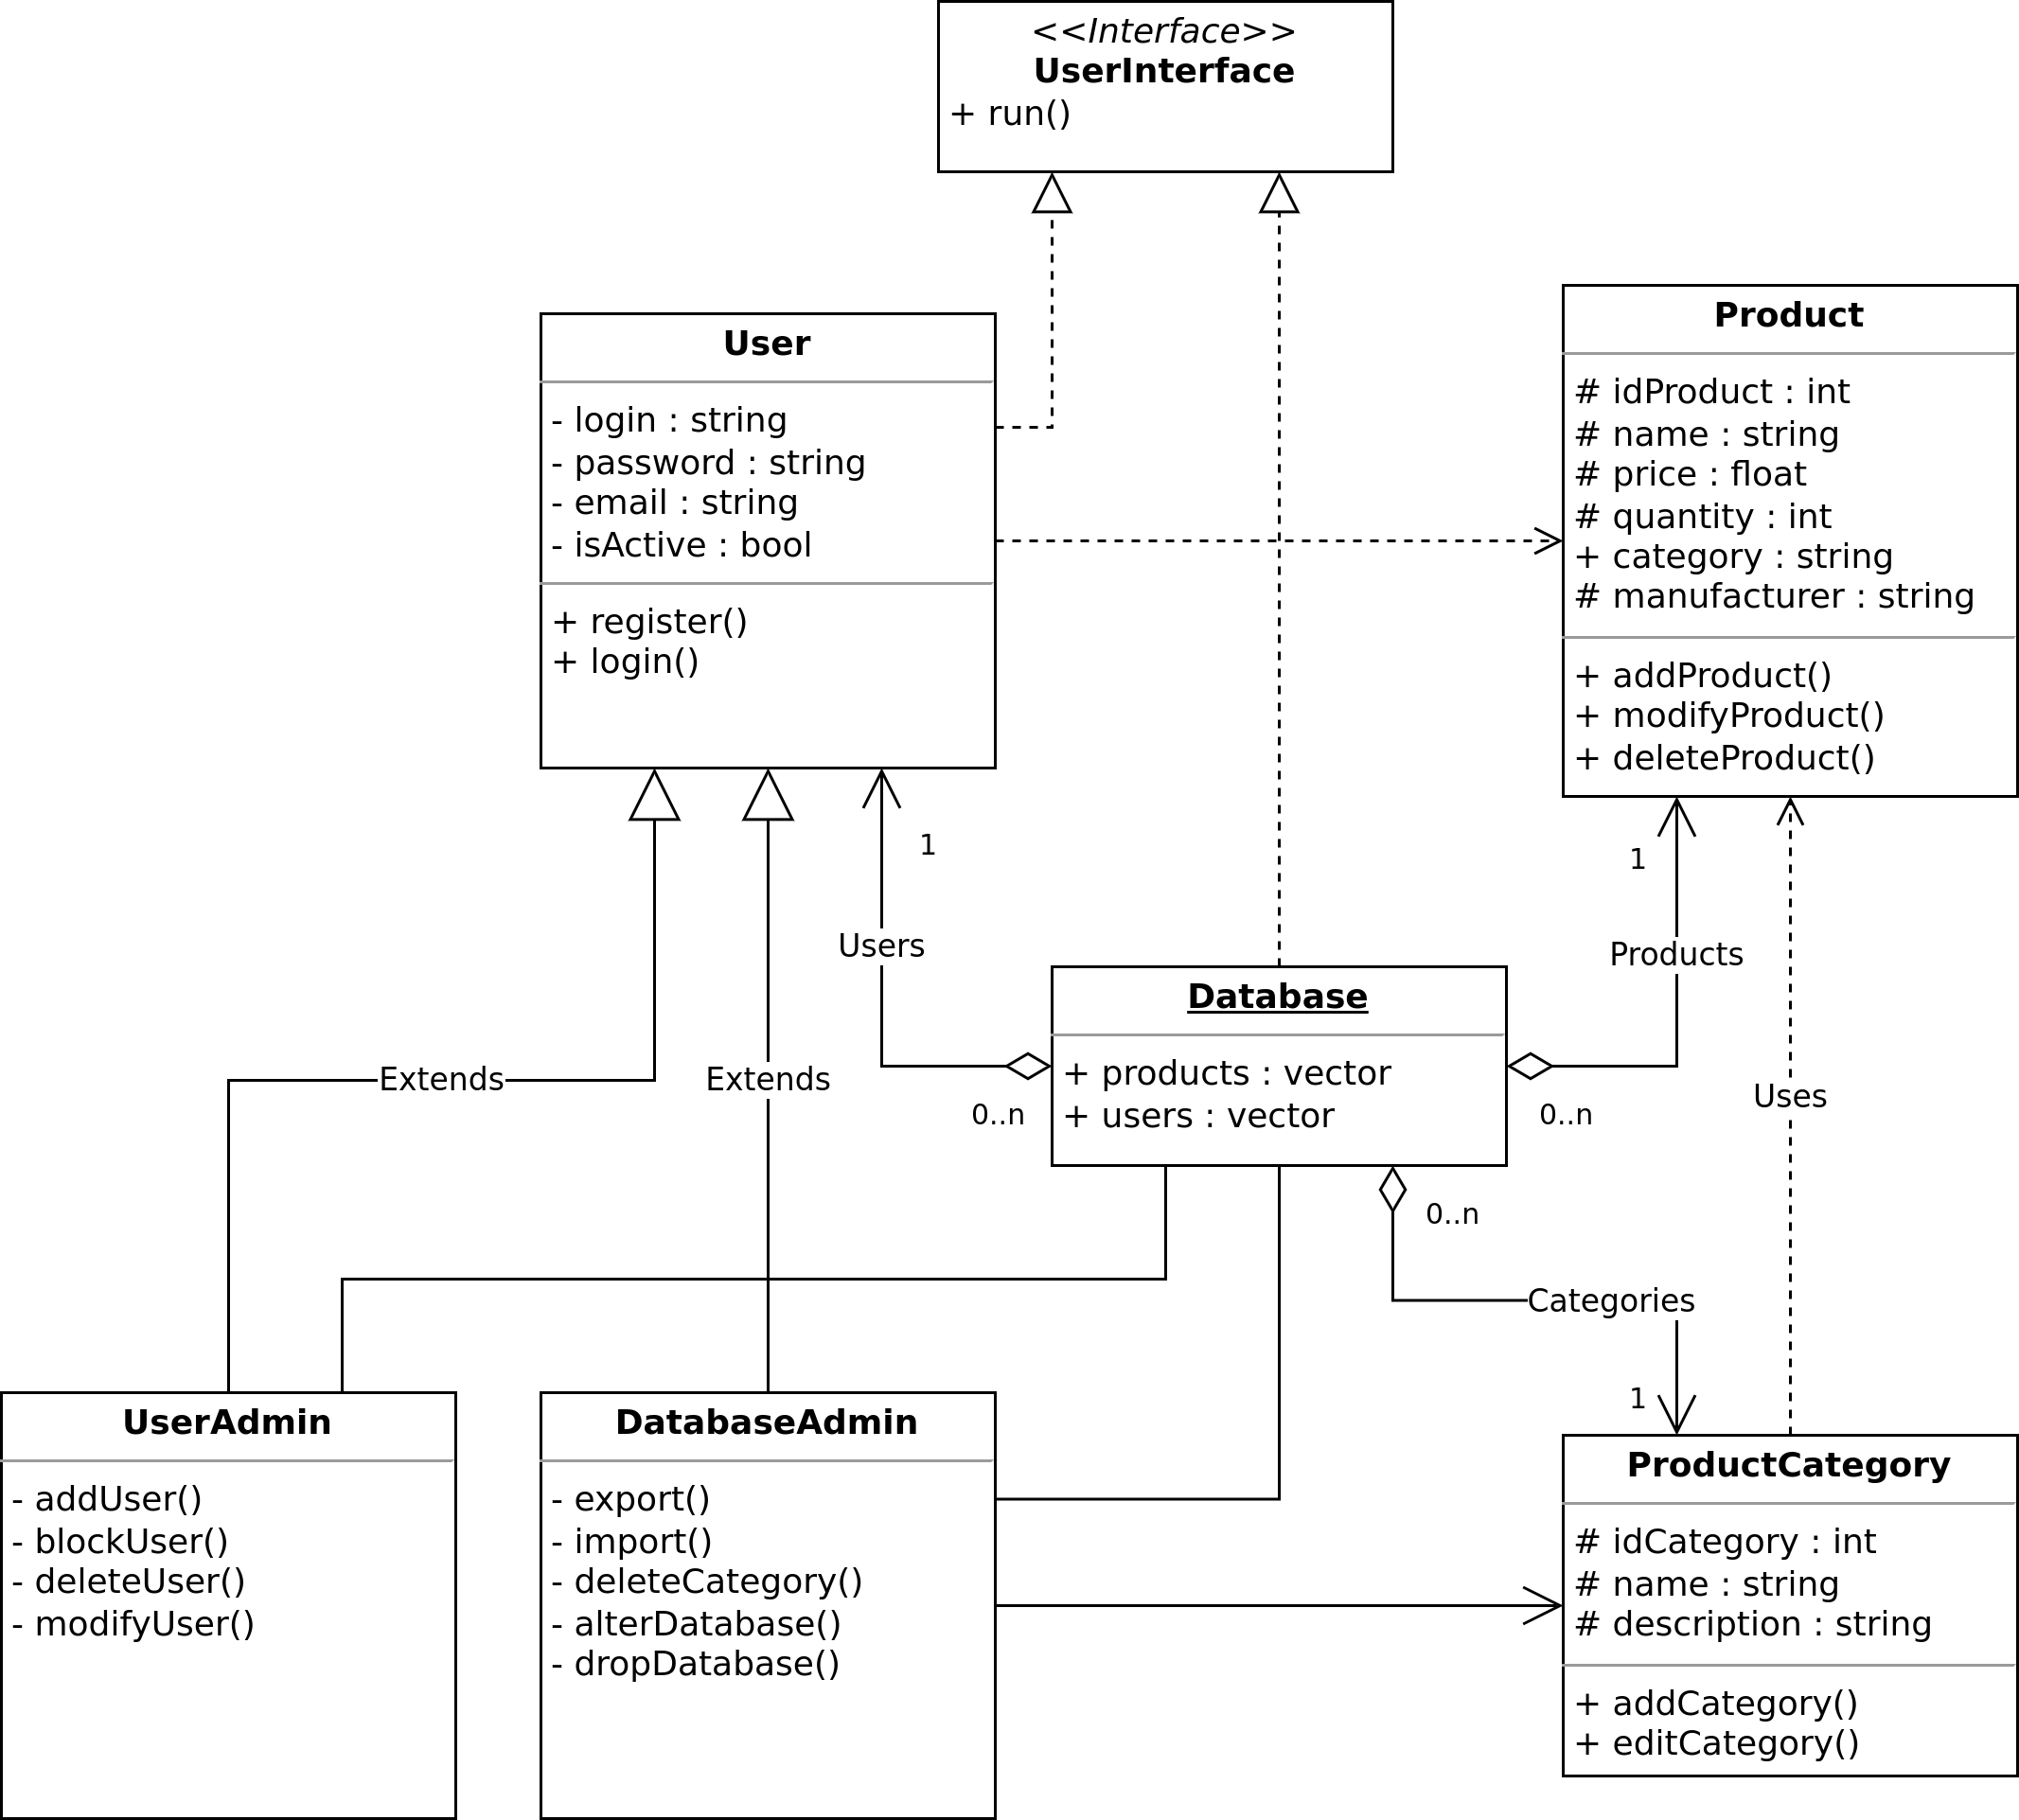 <<Interface>>
UserInterface
+ run()
User
- login : string
- password : string
- email : string
- isActive : bool
+ register()
+ login()
Product
# idProduct : int
# name : string
# price : float
# quantity : int
+ category : string
# manufacturer : string
+ addProduct()
+ modifyProduct()
+ deleteProduct()
1
Users
0..n
1
Products
0..n
Uses
Extends
Extends
Database
+ products : vector
+ users : vector
0..n
Categories
1
UserAdmin
- addUser()
- blockUser()
- deleteUser()
- modifyUser()
DatabaseAdmin
- export()
- import()
- deleteCategory()
- alterDatabase()
- dropDatabase()
ProductCategory
# idCategory : int
# name : string
# description : string
+ addCategory()
+ editCategory()